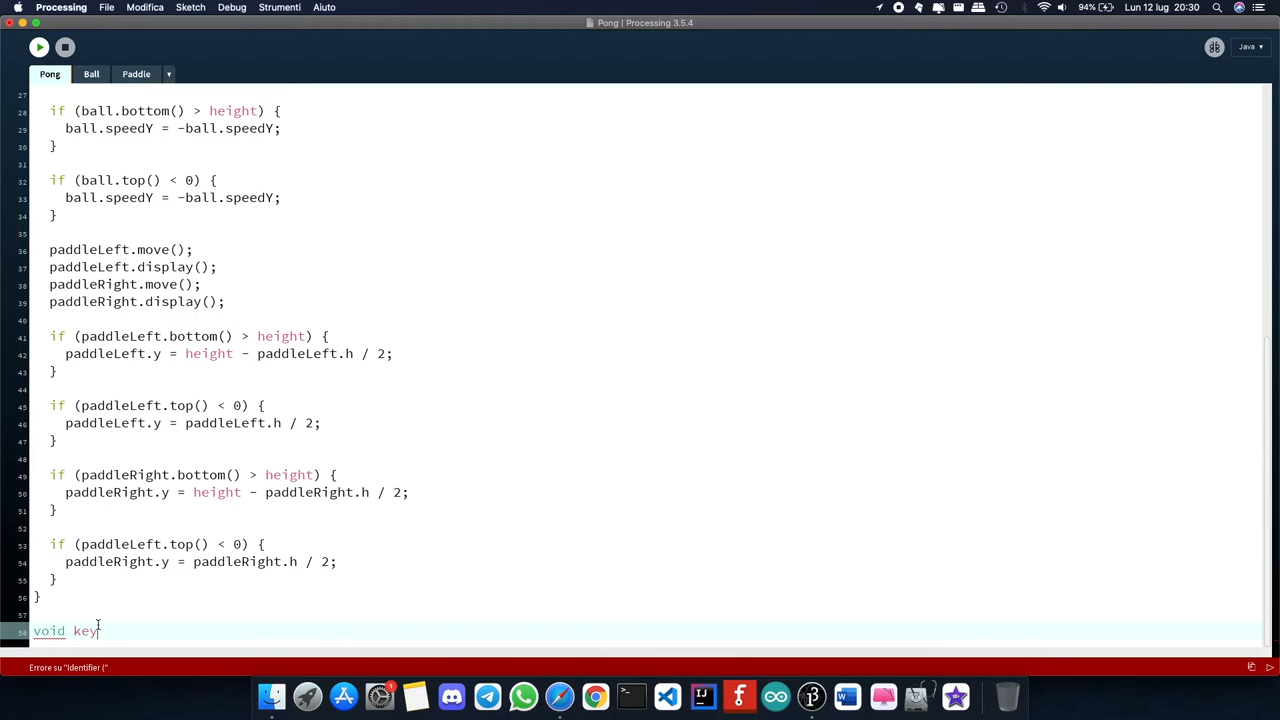 Processing File Modifica Sketch Debug Strumenti Aiuto 94% Lun 12 lug 20:30
Pong | Processing 3.5.4
Java
Pong Ball Paddle
27
28 if (ball.bottom() > height) {
29 ball.speedY = -ball.speedY;
30 }
31
32 if (ball.top() < 0) {
33 ball.speedY = -ball.speedY;
34 }
35
36 paddleLeft.move();
37 paddleLeft.display();
38 paddleRight.move();
39 paddleRight.display();
40
41 if (paddleLeft.bottom() > height) {
42 paddleLeft.y = height - paddleLeft.h / 2;
43 }
44
45 if (paddleLeft.top() < 0) {
46 paddleLeft.y = paddleLeft.h / 2;
47 }
48
49 if (paddleRight.bottom() > height) {
50 paddleRight.y = height - paddleRight.h / 2;
51 }
52
53 if (paddleLeft.top() < 0) {
54 paddleRight.y = paddleRight.h / 2;
55 }
56 }
57
58 void key
Errore su "Identifier ("